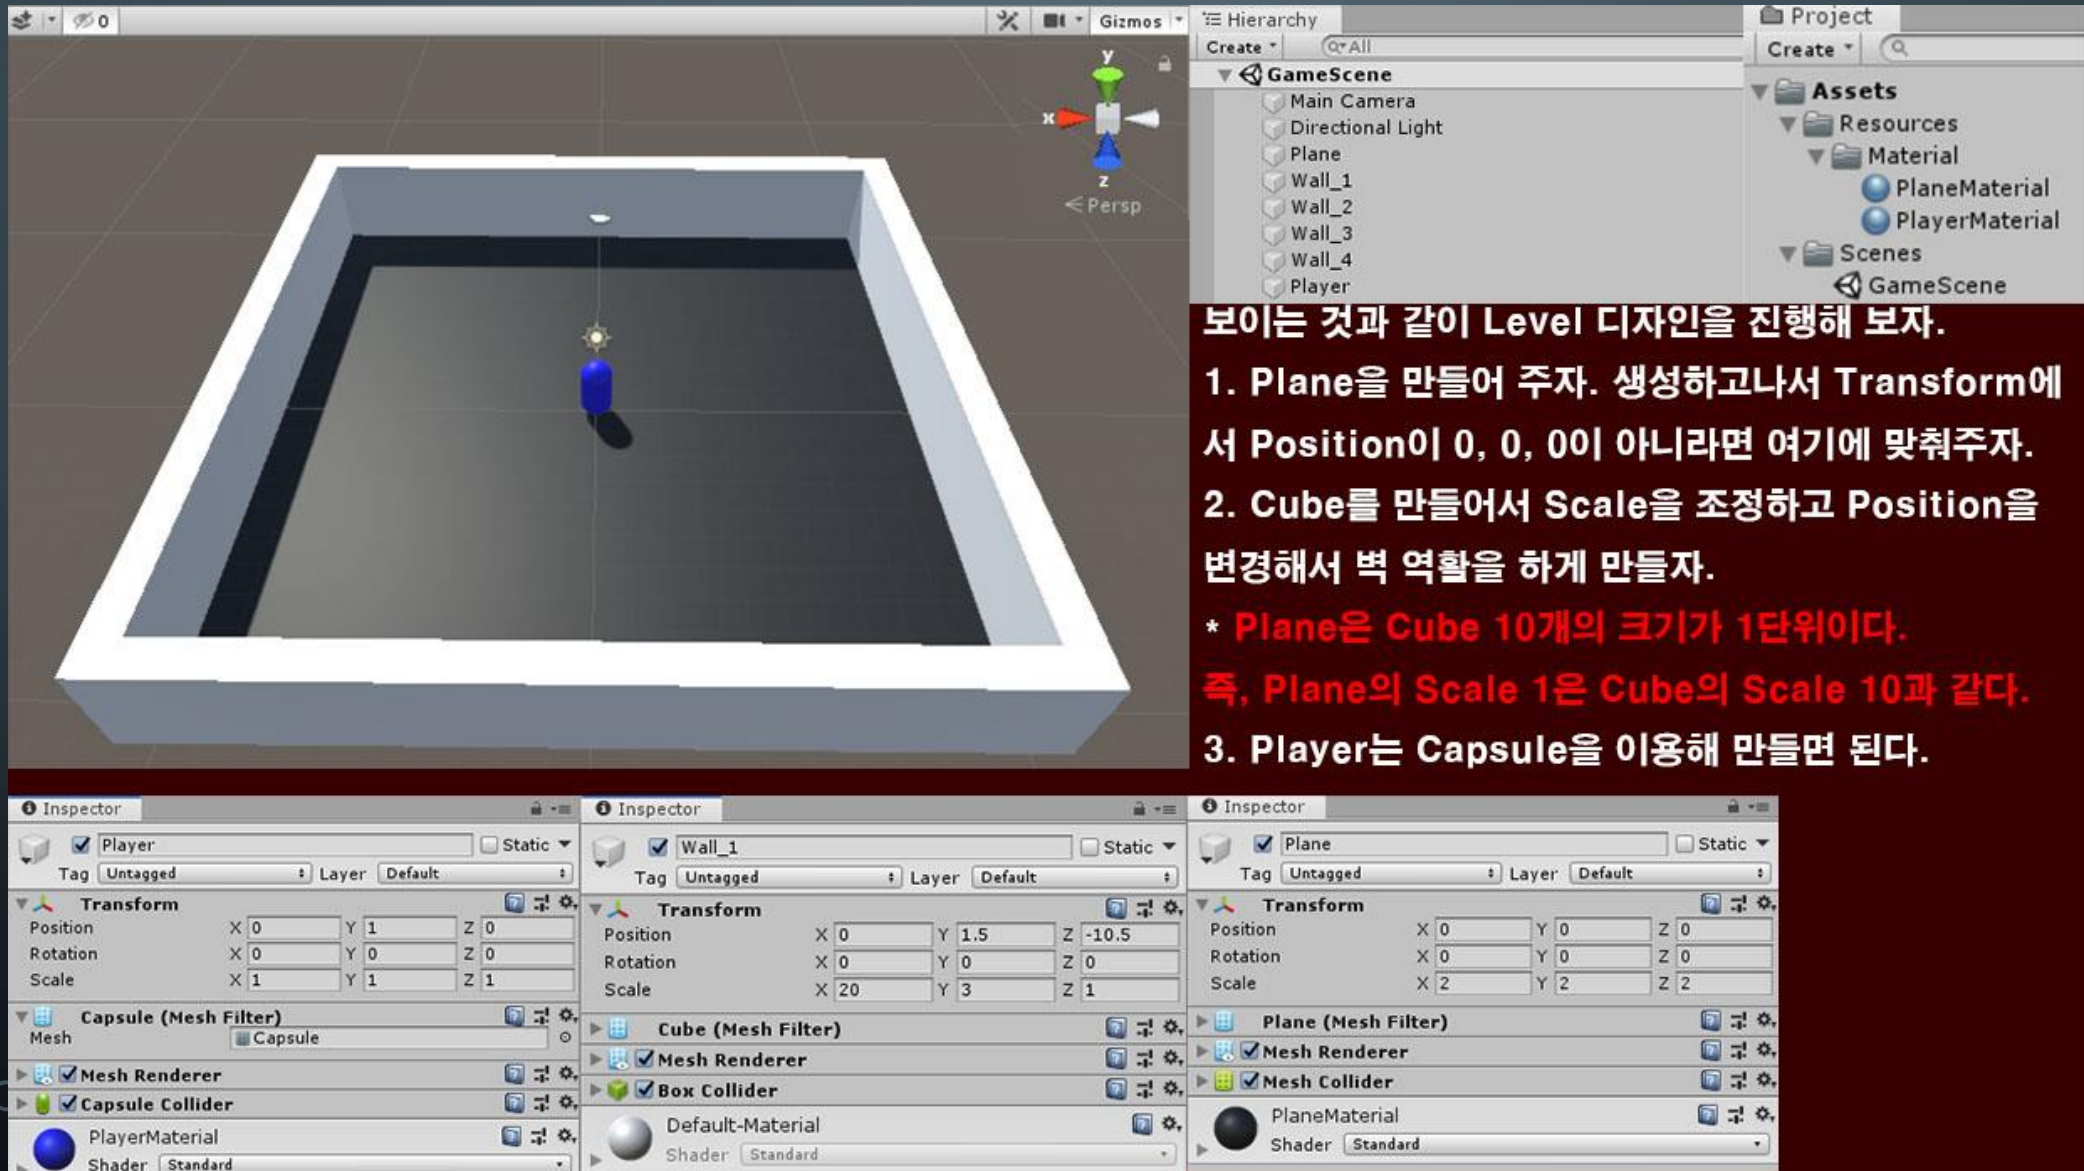 0
Gizmos
y
x
z
Persp
Hierarchy
Create
All
GameScene
Main Camera
Directional Light
Plane
Wall_1
Wall_2
Wall_3
Wall_4
Player
Project
Create
Assets
Resources
Material
PlaneMaterial
PlayerMaterial
Scenes
GameScene
보이는 것과 같이 Level 디자인을 진행해 보자.
1. Plane을 만들어 주자. 생성하고나서 Transform에
서 Position이 0, 0, 0이 아니라면 여기에 맞춰주자.
2. Cube를 만들어서 Scale을 조정하고 Position을
변경해서 벽 역활을 하게 만들자.
* Plane은 Cube 10개의 크기가 1단위이다.
즉, Plane의 Scale 1은 Cube의 Scale 10과 같다.
3. Player는 Capsule을 이용해 만들면 된다.
Inspector
Player Static
Tag Untagged Layer Default
Transform
Position X 0 Y 1 Z 0
Rotation X 0 Y 0 Z 0
Scale X 1 Y 1 Z 1
Capsule (Mesh Filter)
Mesh Capsule
Mesh Renderer
Capsule Collider
PlayerMaterial
Shader Standard
Inspector
Wall_1 Static
Tag Untagged Layer Default
Transform
Position X 0 Y 1.5 Z -10.5
Rotation X 0 Y 0 Z 0
Scale X 20 Y 3 Z 1
Cube (Mesh Filter)
Mesh Renderer
Box Collider
Default-Material
Shader Standard
Inspector
Plane Static
Tag Untagged Layer Default
Transform
Position X 0 Y 0 Z 0
Rotation X 0 Y 0 Z 0
Scale X 2 Y 2 Z 2
Plane (Mesh Filter)
Mesh Renderer
Mesh Collider
PlaneMaterial
Shader Standard